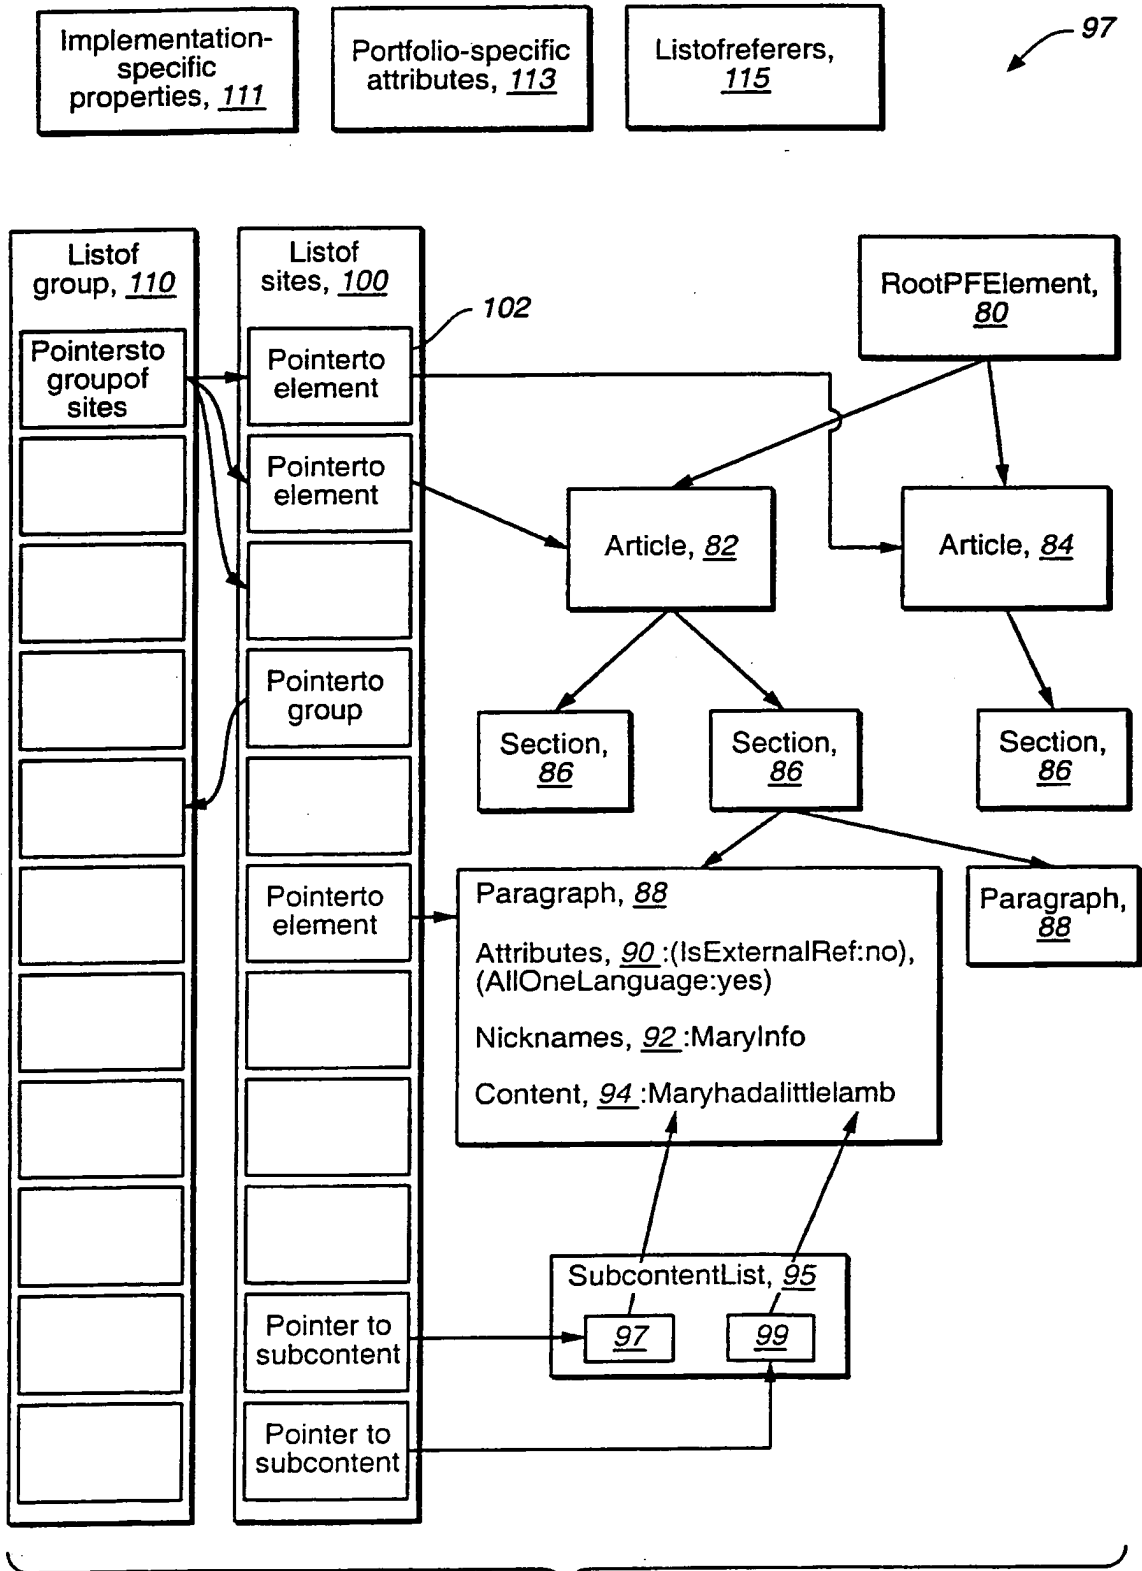 Implementation-
specific
properties, 111
Portfolio-specific
attributes, 113
Listofreferers,
115
97
Listof
group, 110
Pointersto
groupof
sites
Listof
sites, 100
102
Pointerto
element
Pointerto
element
Pointerto
group
Pointerto
element
Pointer to
subcontent
Pointer to
subcontent
RootPFElement,
80
Article, 82
Article, 84
Section,
86
Section,
86
Section,
86
Paragraph, 88
Attributes, 90 :(IsExternalRef:no),
(AllOneLanguage:yes)
Nicknames, 92 :MaryInfo
Content, 94 :Maryhadalittlelamb
Paragraph,
88
SubcontentList, 95
97
99